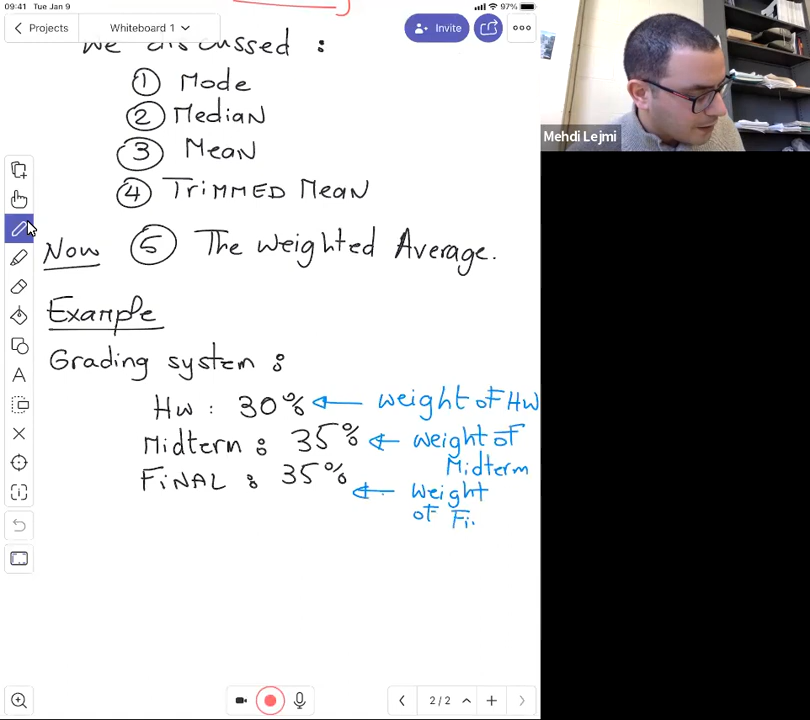 09:41 Tue Jan 9
97%
Projects
Whiteboard 1
Invite
We discussed :
1 Mode
2 Median
3 Mean
4 Trimmed Mean
Now 5 The weighted Average.
Example
Grading system :
Hw : 30% weight of Hw
Midterm : 35% weight of Midterm
Final : 35% weight of Fi
A
2/2
Mehdi Lejmi